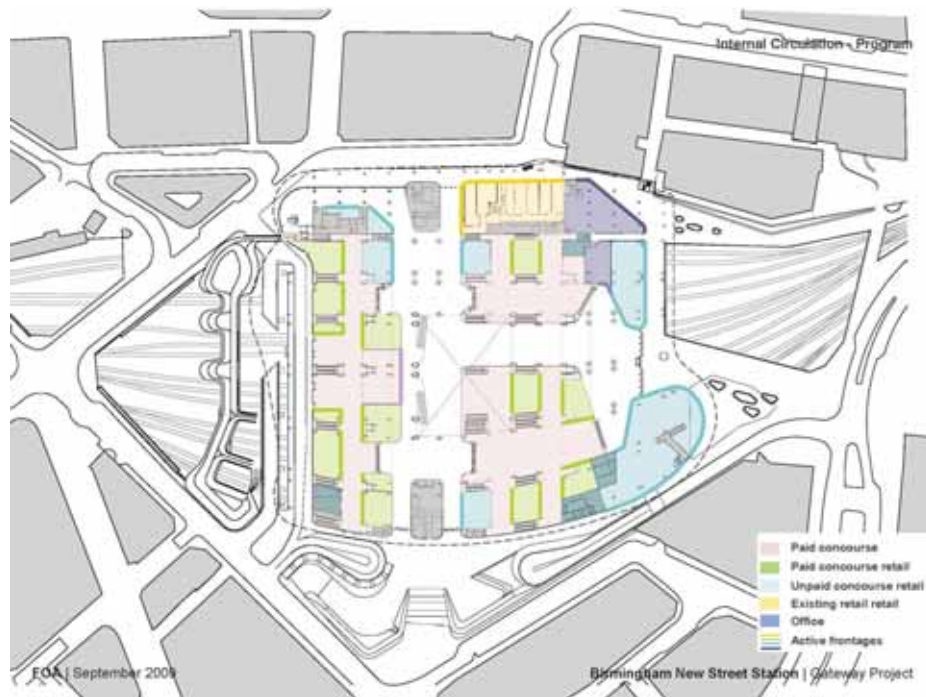 Internal Circulation - Program
Paid concourse
Paid concourse retail
Unpaid concourse retail
Existing retail retail
Office
Active frontages
FOA | September 2009
Birmingham New Street Station | Gateway Project